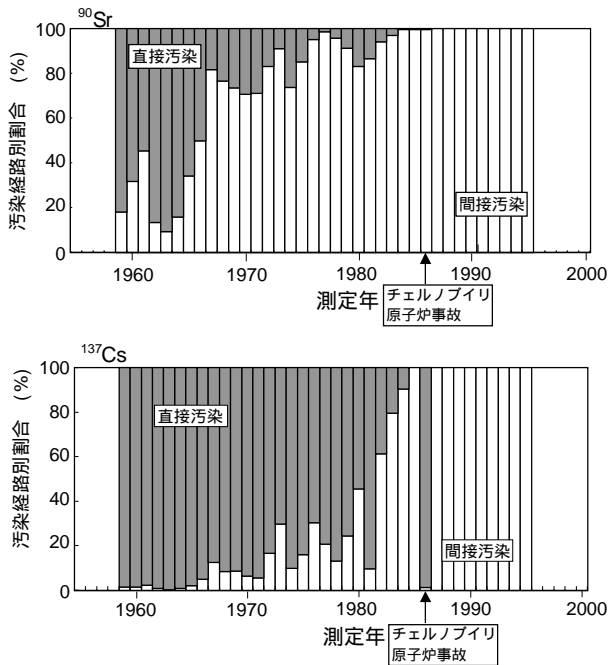 ⁹⁰Sr
汚染経路別割合 (%)
100
80
60
40
20
0
直接汚染
間接汚染
1960
1970
1980
1990
2000
測定年
チェルノブイリ
原子炉事故
¹³⁷Cs
汚染経路別割合 (%)
100
80
60
40
20
0
直接汚染
間接汚染
1960
1970
1980
1990
2000
測定年
チェルノブイリ
原子炉事故